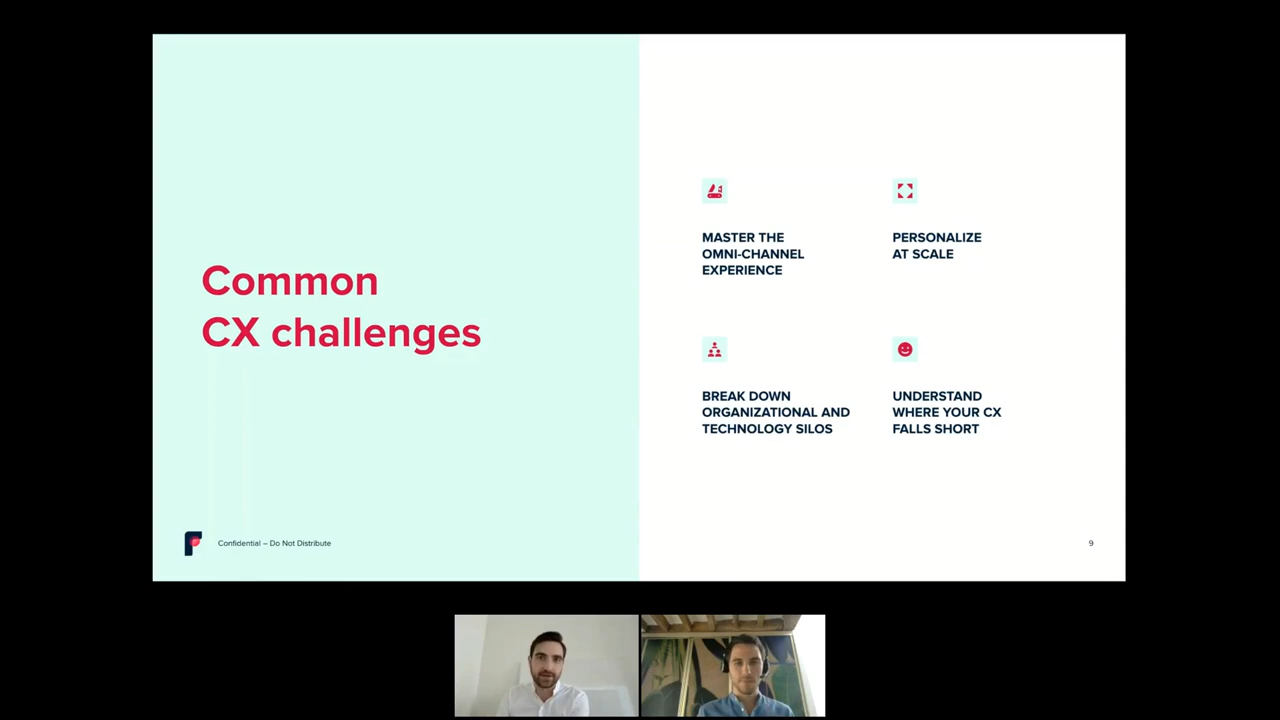 Common
CX challenges
MASTER THE
OMNI-CHANNEL
EXPERIENCE
PERSONALIZE
AT SCALE
BREAK DOWN
ORGANIZATIONAL AND
TECHNOLOGY SILOS
UNDERSTAND
WHERE YOUR CX
FALLS SHORT
Confidential – Do Not Distribute
9